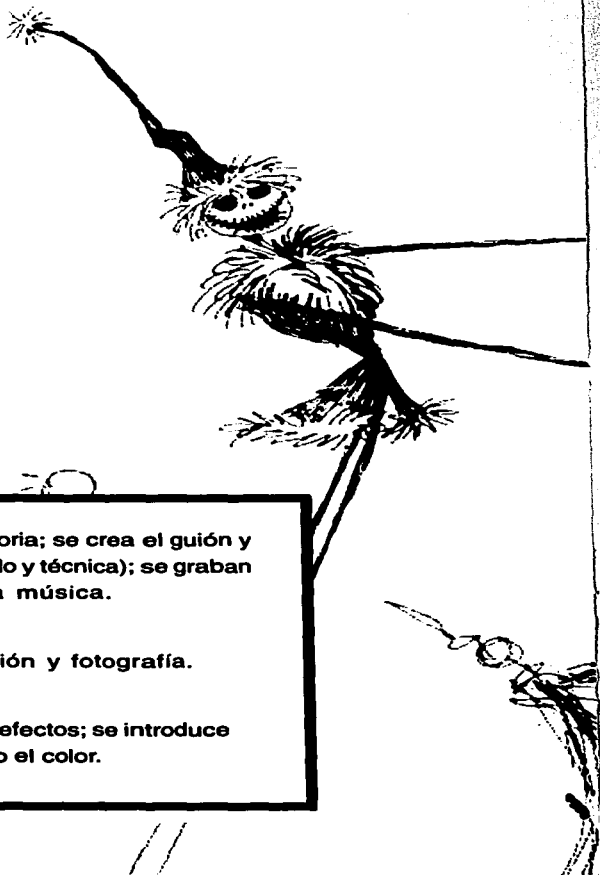 oria; se crea el guión y
lo y técnica); se graban
a música.
ión y fotografía.
efectos; se introduce
o el color.